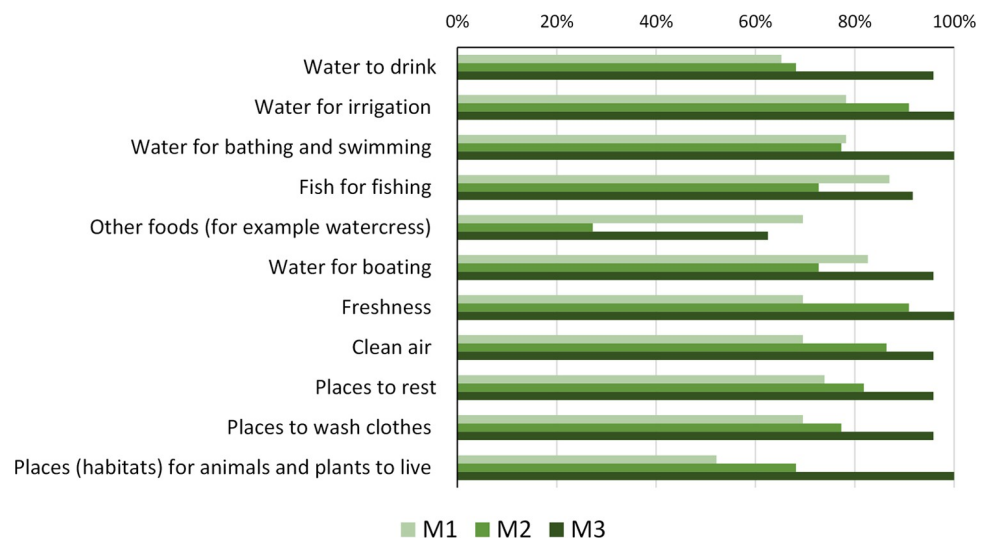 0% 20% 40% 60% 80% 100%
Water to drink
Water for irrigation
Water for bathing and swimming
Fish for fishing
Other foods (for example watercress)
Water for boating
Freshness
Clean air
Places to rest
Places to wash clothes
Places (habitats) for animals and plants to live
M1 M2 M3